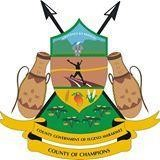 COUNTY GOVERNMENT OF ELGEYO MARAKWET
COUNTY OF CHAMPIONS